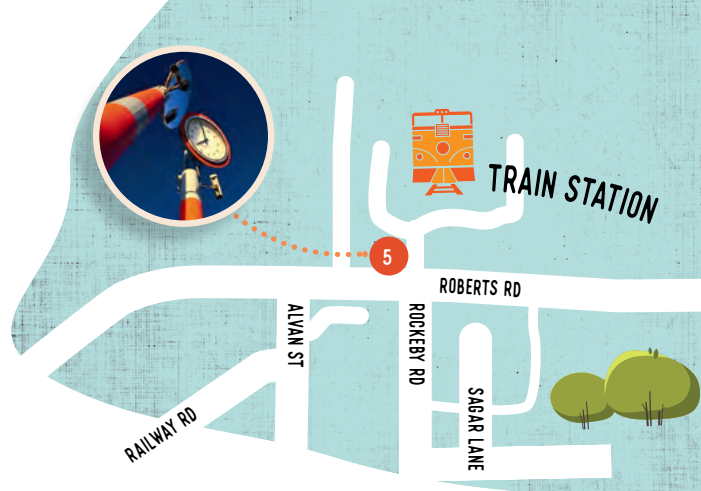 TRAIN STATION
5
ROBERTS RD
ALVAN ST
ROCKEBY RD
SAGAR LANE
RAILWAY RD